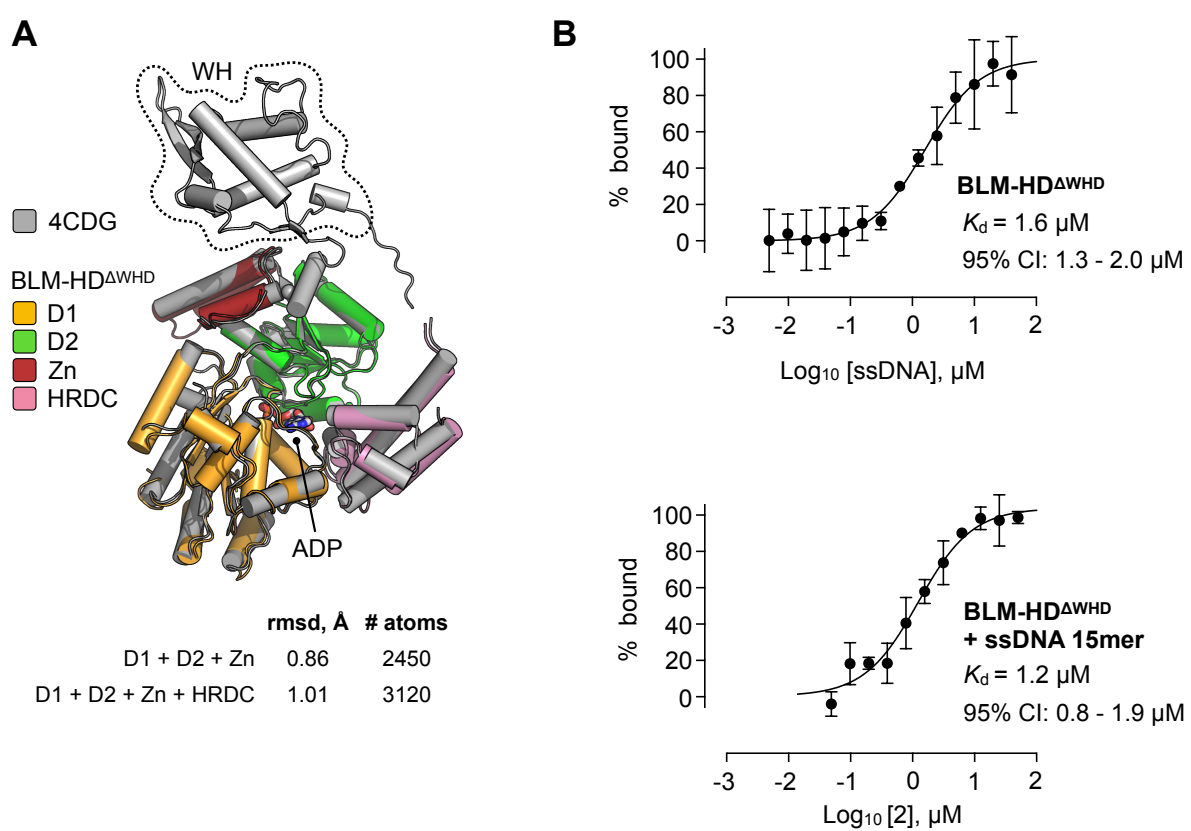 A
WH
4CDG
BLM-HDΔWHD
D1
D2
Zn
HRDC
ADP
rmsd, Å # atoms
D1 + D2 + Zn 0.86 2450
D1 + D2 + Zn + HRDC 1.01 3120
B
100
80
60
40
20
0
% bound
BLM-HDΔWHD
Kd = 1.6 µM
95% CI: 1.3 - 2.0 µM
-3 -2 -1 0 1 2
Log10 [ssDNA], µM
100
80
60
40
20
0
% bound
BLM-HDΔWHD
+ ssDNA 15mer
Kd = 1.2 µM
95% CI: 0.8 - 1.9 µM
-3 -2 -1 0 1 2
Log10 [2], µM